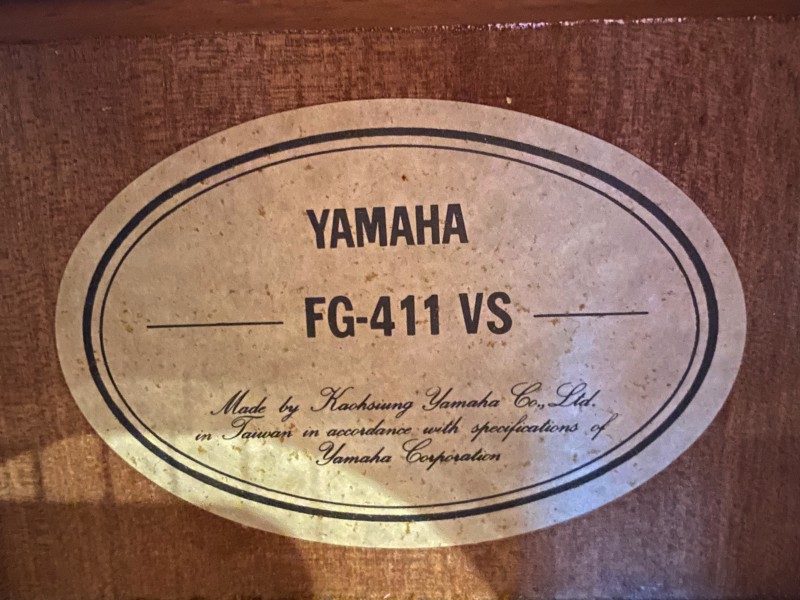 YAMAHA
FG-411 VS
Made by Kaohsiung Yamaha Co., Ltd.
in Taiwan in accordance with specifications of
Yamaha Corporation